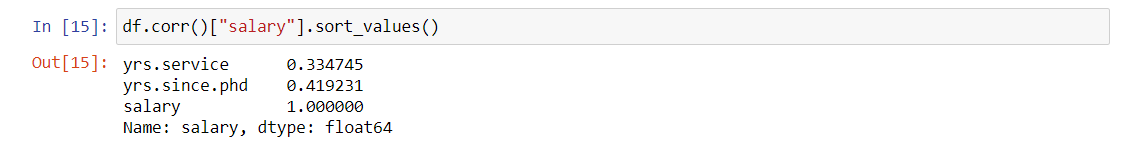 In [15]: df.corr()["salary"].sort_values()
Out[15]: yrs.service      0.334745
yrs.since.phd    0.419231
salary           1.000000
Name: salary, dtype: float64